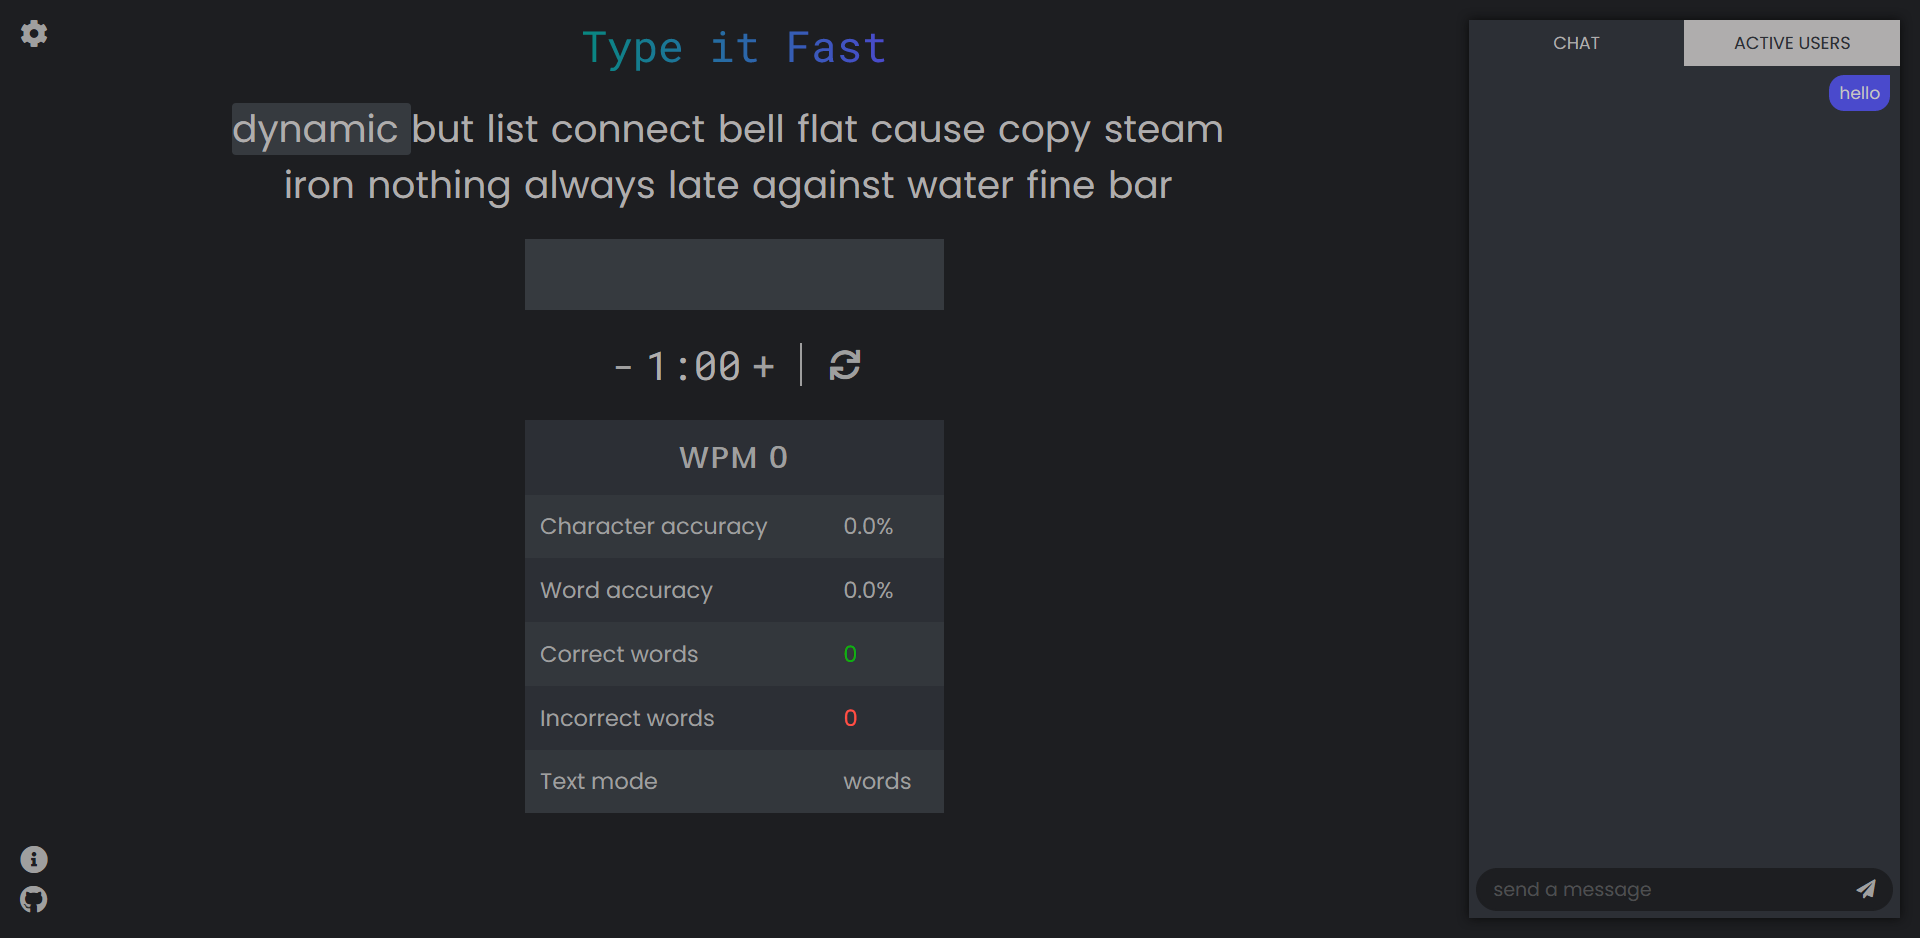 Type it Fast
dynamic but list connect bell flat cause copy steam
iron nothing always late against water fine bar
- 1:00 +
WPM 0
Character accuracy 0.0%
Word accuracy 0.0%
Correct words 0
Incorrect words 0
Text mode words
CHAT ACTIVE USERS
hello
send a message